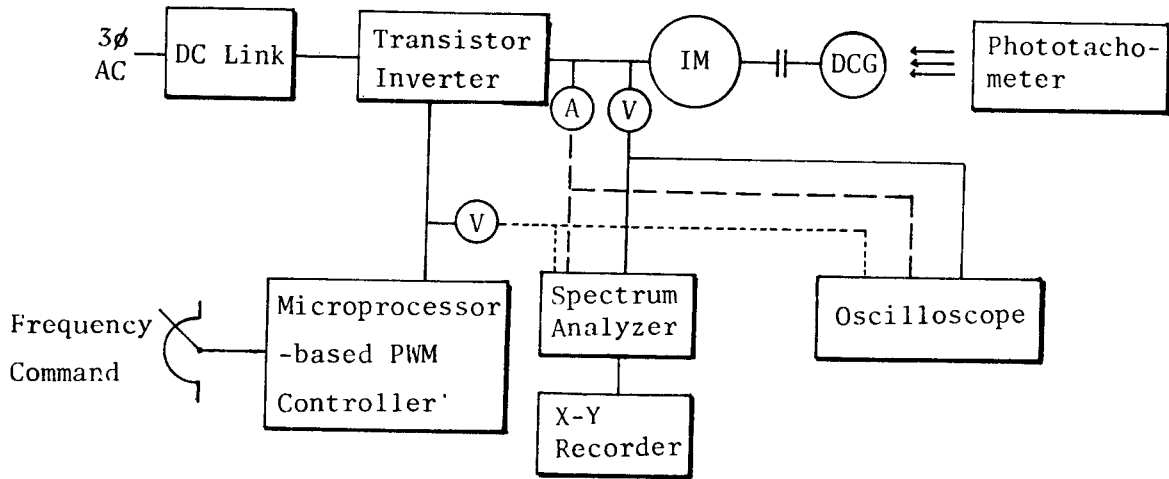 3ø
AC
DC Link
Transistor
Inverter
IM
DCG
Phototacho-
meter
A
V
V
Frequency
Command
Microprocessor
-based PWM
Controller
Spectrum
Analyzer
Oscilloscope
X-Y
Recorder